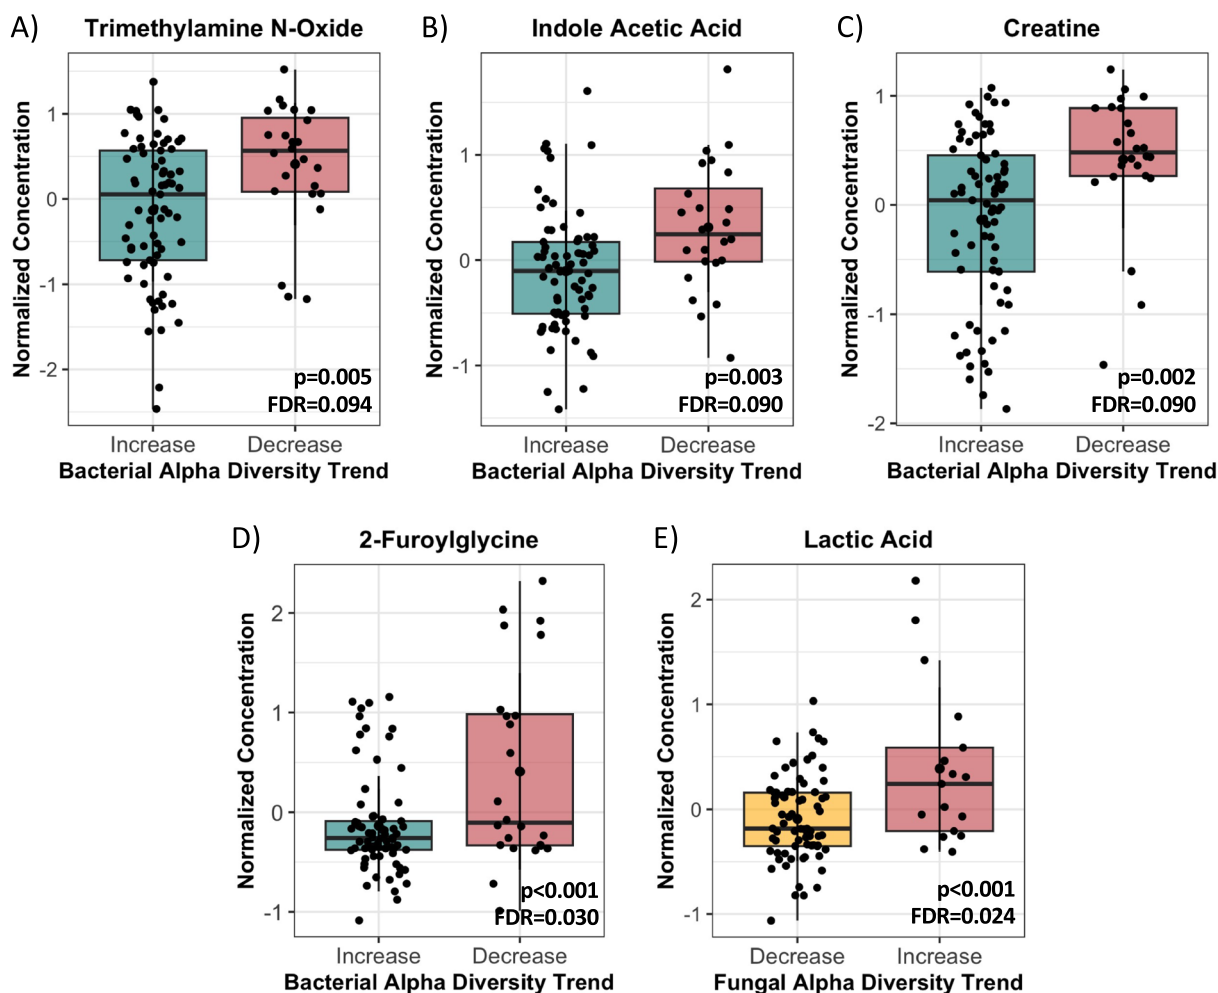 A) Trimethylamine N-Oxide
Normalized Concentration
1
0
-1
-2
p=0.005
FDR=0.094
Increase Decrease
Bacterial Alpha Diversity Trend
B) Indole Acetic Acid
Normalized Concentration
1
0
-1
p=0.003
FDR=0.090
Increase Decrease
Bacterial Alpha Diversity Trend
C) Creatine
Normalized Concentration
1
0
-1
-2
p=0.002
FDR=0.090
Increase Decrease
Bacterial Alpha Diversity Trend
D) 2-Furoylglycine
Normalized Concentration
2
1
0
-1
p<0.001
FDR=0.030
Increase Decrease
Bacterial Alpha Diversity Trend
E) Lactic Acid
Normalized Concentration
2
1
0
-1
p<0.001
FDR=0.024
Decrease Increase
Fungal Alpha Diversity Trend